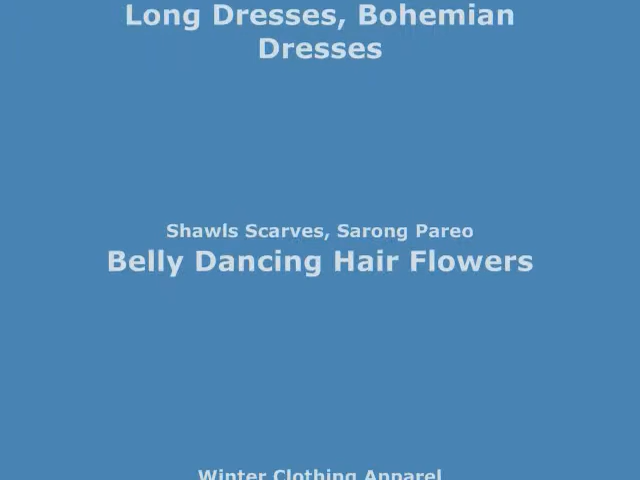 Long Dresses, Bohemian
Dresses
Shawls Scarves, Sarong Pareo
Belly Dancing Hair Flowers
Winter Clothing Apparel